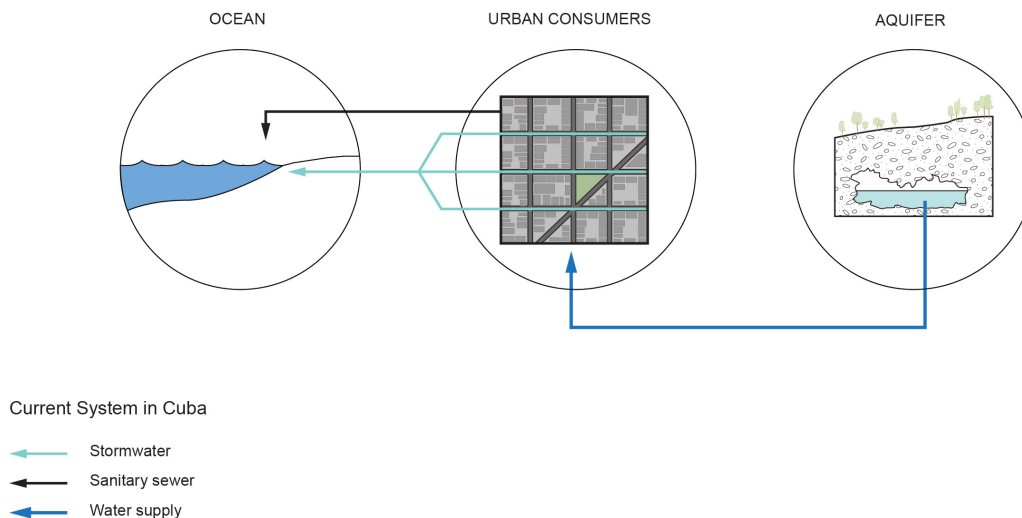 OCEAN
URBAN CONSUMERS
AQUIFER
Current System in Cuba
Stormwater
Sanitary sewer
Water supply